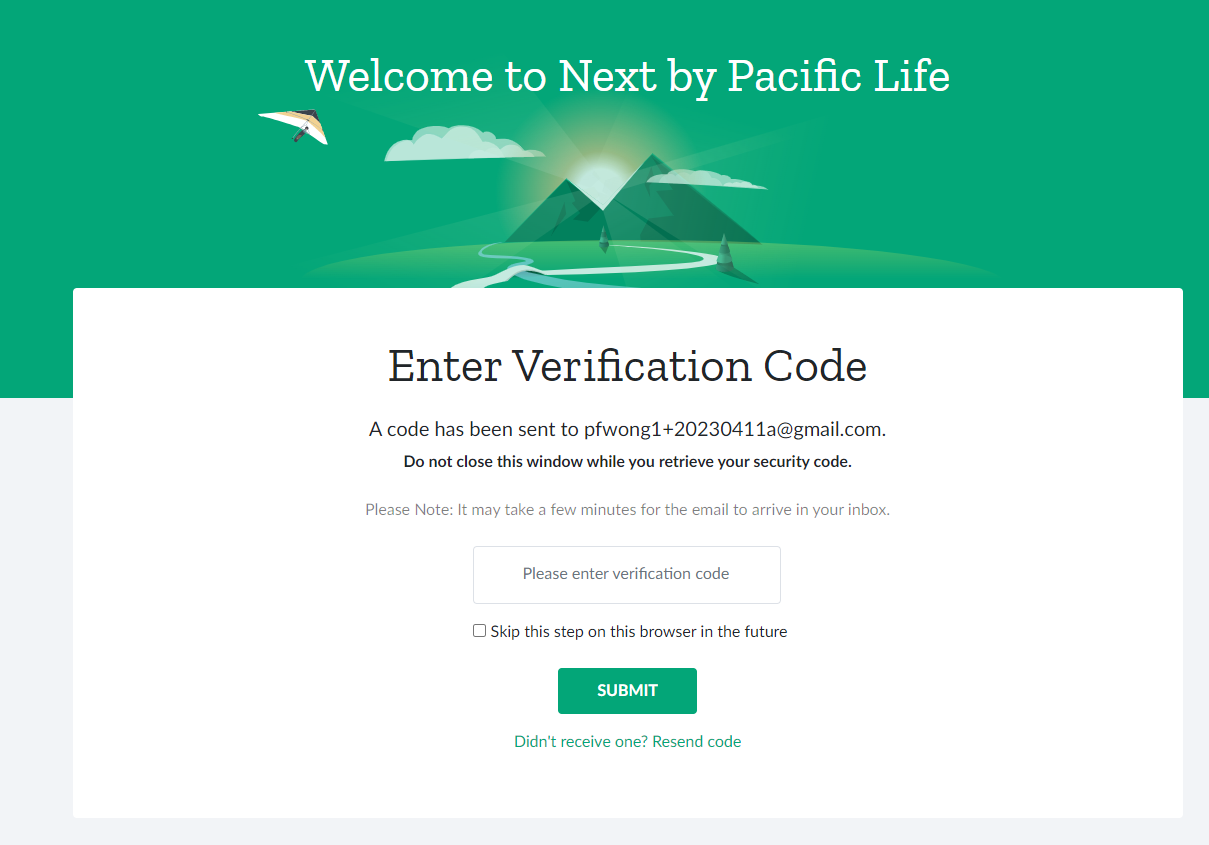 Welcome to Next by Pacific Life
Enter Verification Code
A code has been sent to pfwong1+20230411a@gmail.com.
Do not close this window while you retrieve your security code.
Please Note: It may take a few minutes for the email to arrive in your inbox.
Please enter verification code
Skip this step on this browser in the future
SUBMIT
Didn't receive one? Resend code